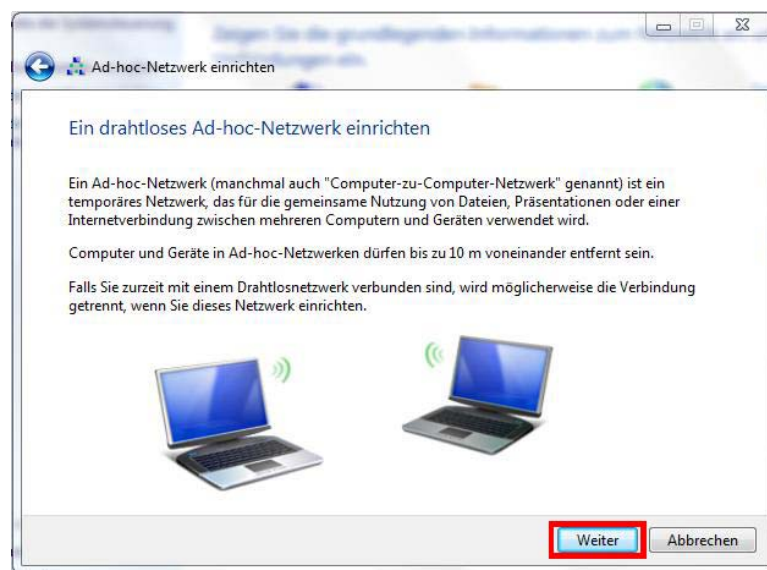 Ad-hoc-Netzwerk einrichten
Ein drahtloses Ad-hoc-Netzwerk einrichten
Ein Ad-hoc-Netzwerk (manchmal auch "Computer-zu-Computer-Netzwerk" genannt) ist ein
temporäres Netzwerk, das für die gemeinsame Nutzung von Dateien, Präsentationen oder einer
Internetverbindung zwischen mehreren Computern und Geräten verwendet wird.
Computer und Geräte in Ad-hoc-Netzwerken dürfen bis zu 10 m voneinander entfernt sein.
Falls Sie zurzeit mit einem Drahtlosnetzwerk verbunden sind, wird möglicherweise die Verbindung
getrennt, wenn Sie dieses Netzwerk einrichten.
Weiter Abbrechen